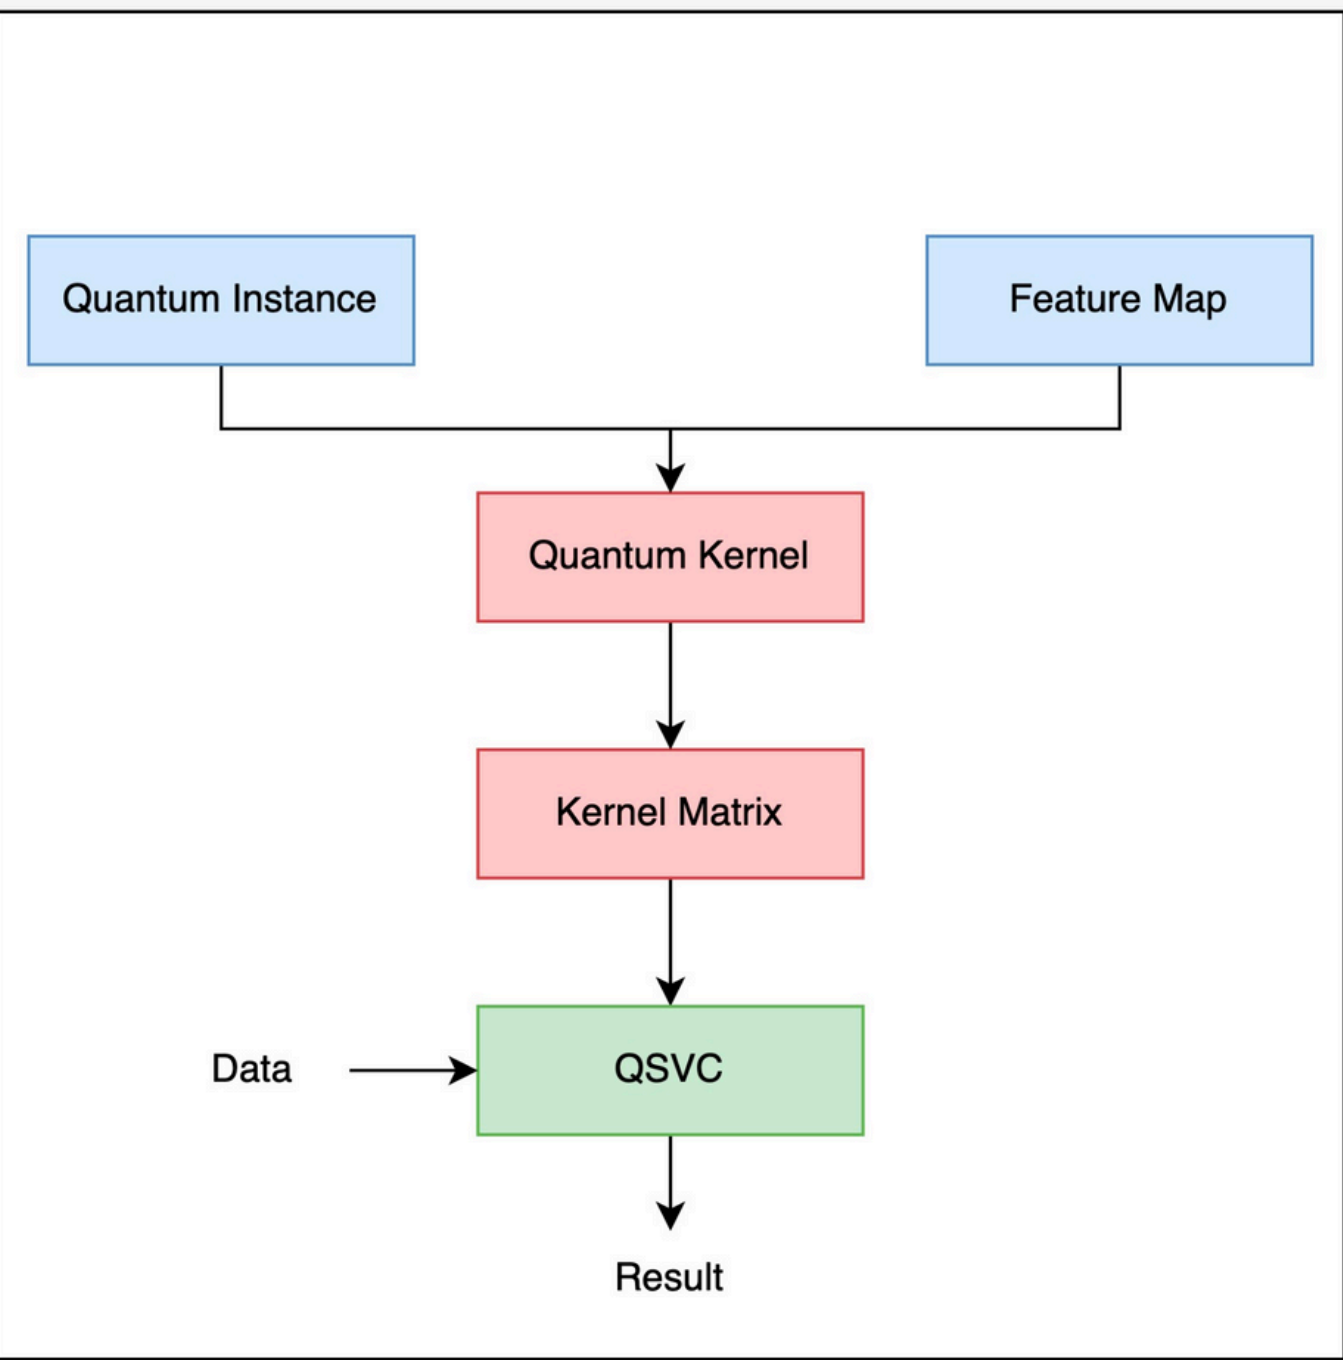 Quantum Instance
Feature Map
Quantum Kernel
Kernel Matrix
Data
QSVC
Result